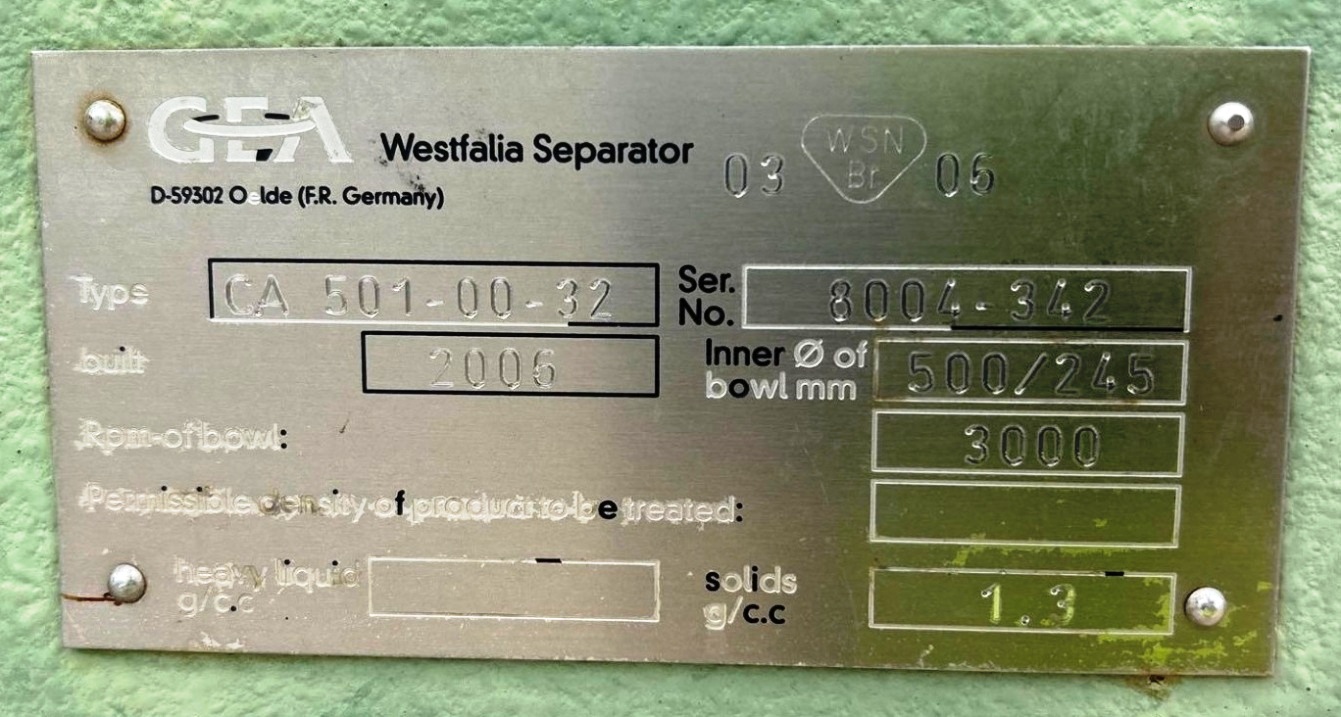 GEA Westfalia Separator 03 WSN Br 06
D-59302 Oelde (F.R. Germany)
Type CA 501-00-32 Ser. No. 8004-342
built 2006 Inner Ø of bowl mm 500/245
Rpm-of bowl: 3000
Permissible density of product to be treated:
heavy liquid g/c.c solids g/c.c 1.3